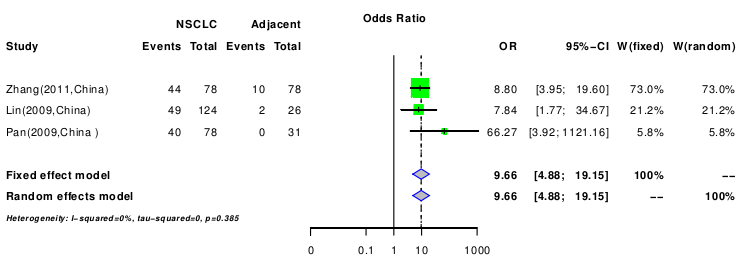 NSCLC Adjacent Odds Ratio
Study Events Total Events Total OR 95%-CI W(fixed) W(random)
Zhang(2011,China) 44 78 10 78 8.80 [3.95; 19.60] 73.0% 73.0%
Lin(2009,China) 49 124 2 26 7.84 [1.77; 34.67] 21.2% 21.2%
Pan(2009,China ) 40 78 0 31 66.27 [3.92; 1121.16] 5.8% 5.8%
Fixed effect model 9.66 [4.88; 19.15] 100% −−
Random effects model 9.66 [4.88; 19.15] −− 100%
Heterogeneity: I−squared=0%, tau−squared=0, p=0.385
0 0.1 1 10 1000